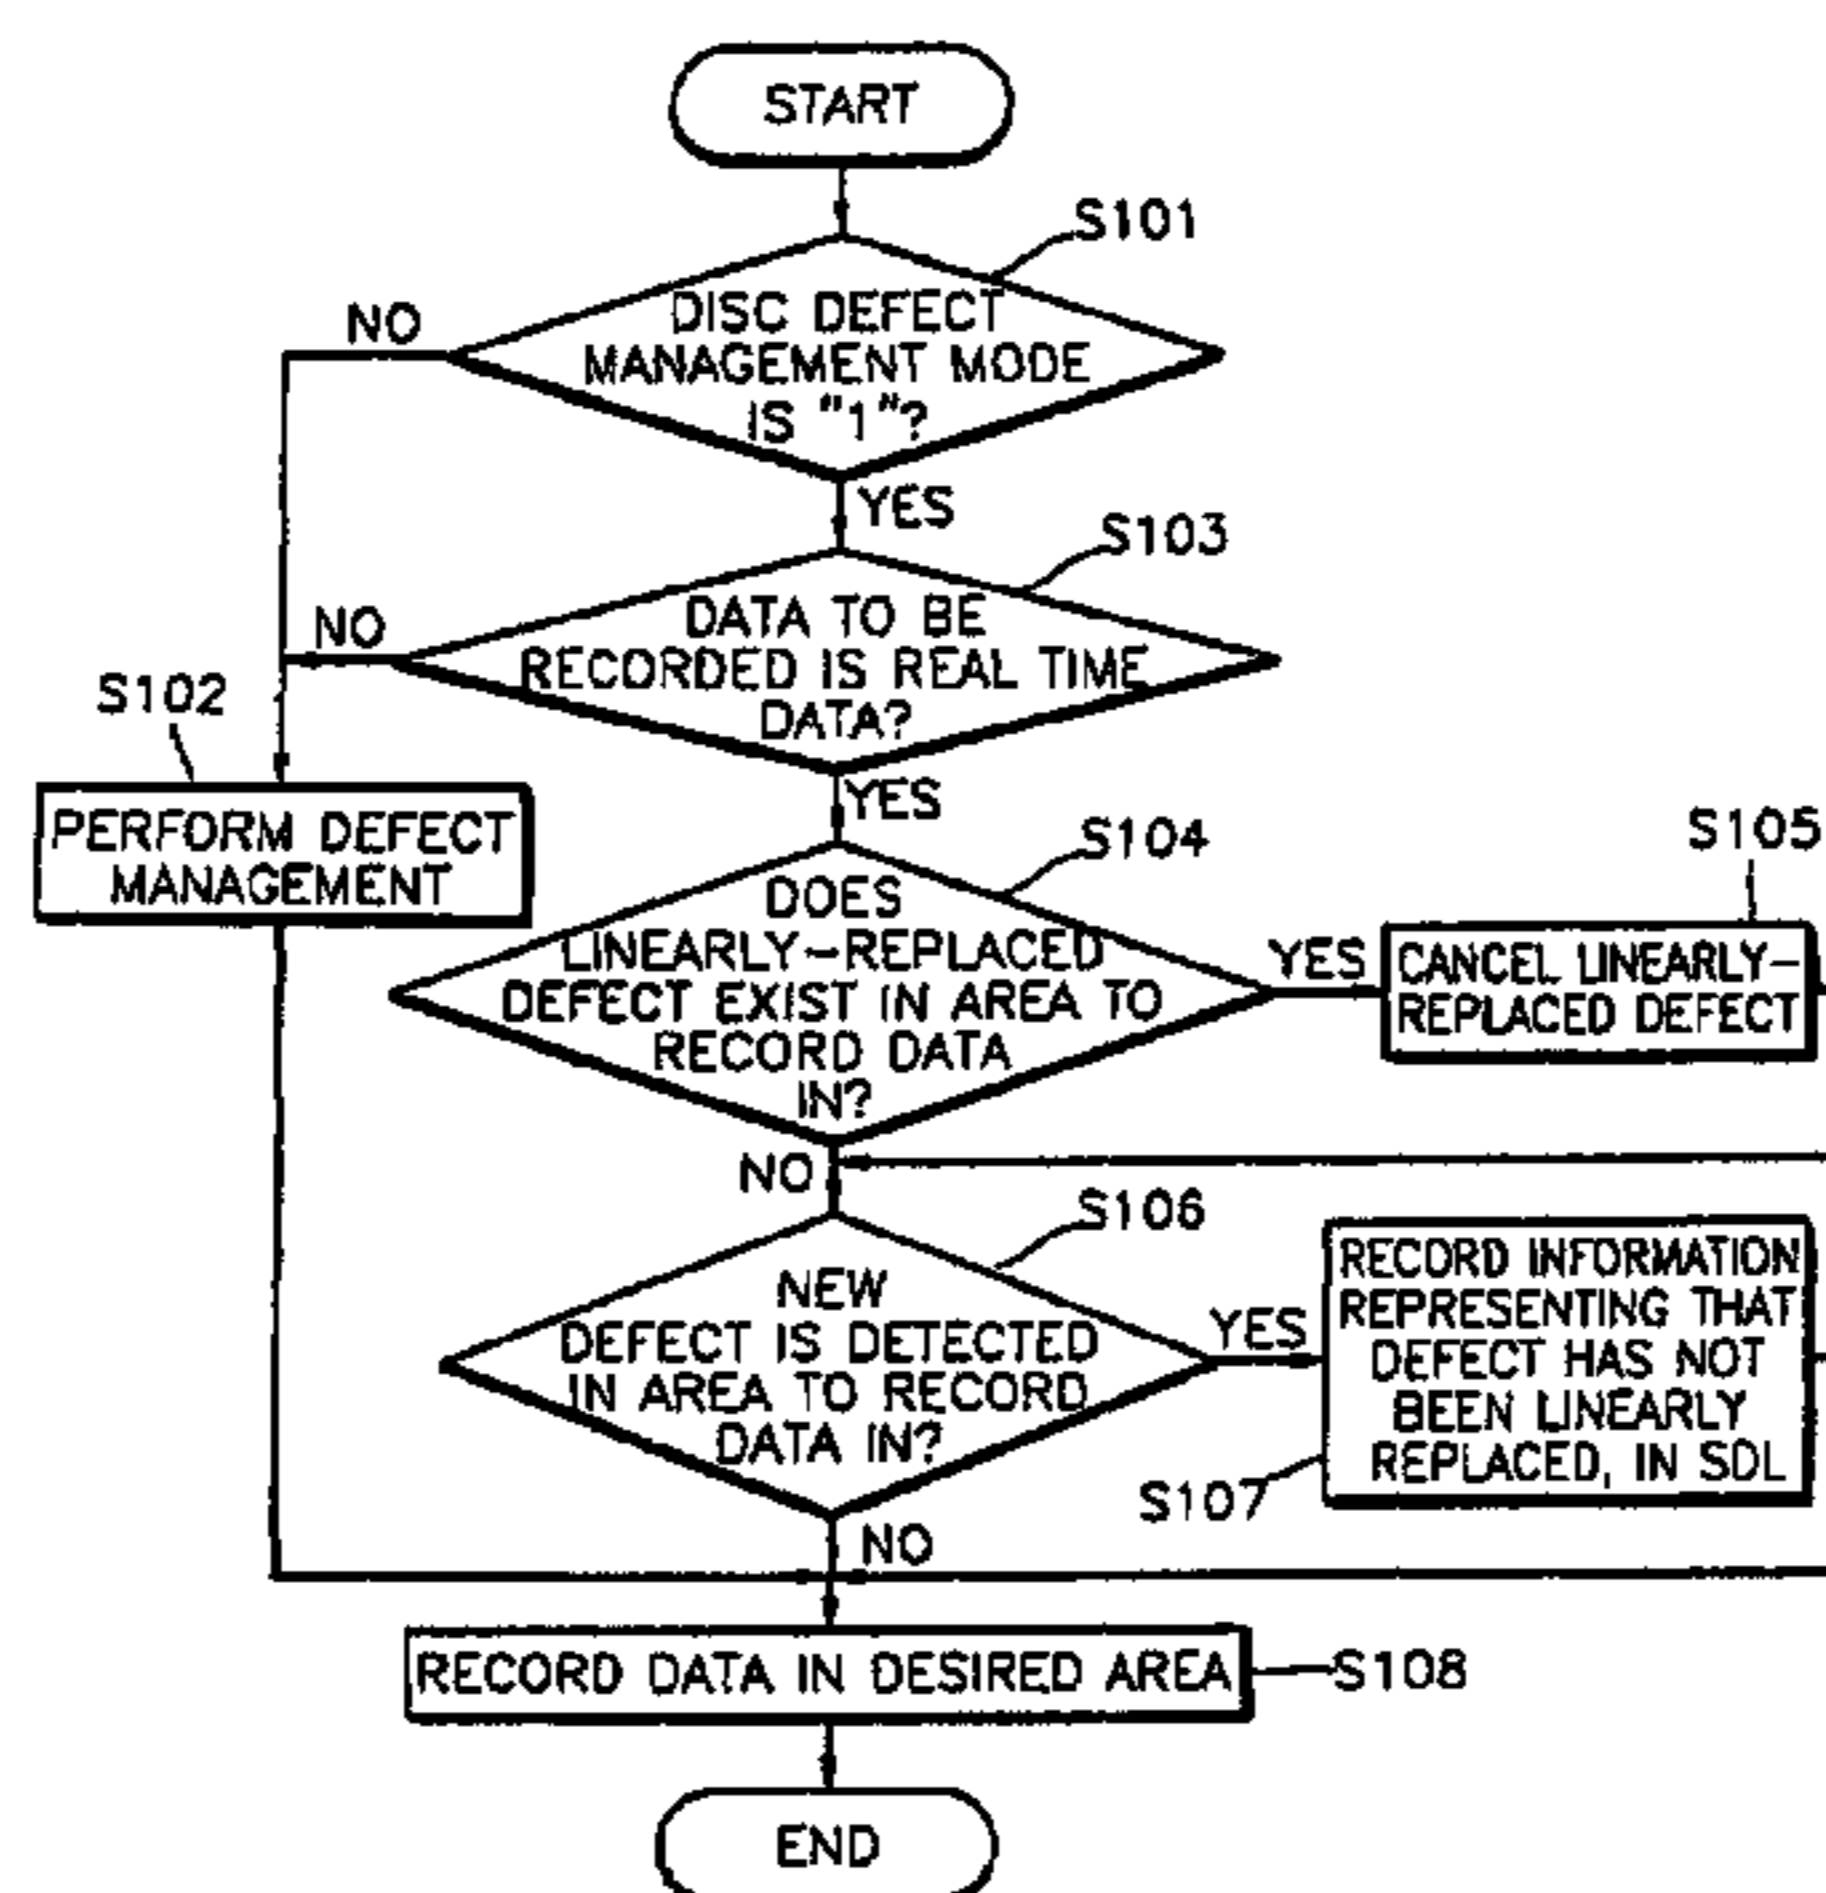 START
S101
DISC DEFECT
MANAGEMENT MODE
IS "1"?
NO
YES
S103
DATA TO BE
RECORDED IS REAL TIME
DATA?
NO
YES
S102
PERFORM DEFECT
MANAGEMENT
S104
DOES
LINEARLY-REPLACED
DEFECT EXIST IN AREA TO
RECORD DATA
IN?
YES
S105
CANCEL LINEARLY-
REPLACED DEFECT
NO
S106
NEW
DEFECT IS DETECTED
IN AREA TO RECORD
DATA IN?
YES
RECORD INFORMATION
REPRESENTING THAT
DEFECT HAS NOT
BEEN LINEARLY
REPLACED, IN SDL
S107
NO
RECORD DATA IN DESIRED AREA
S108
END